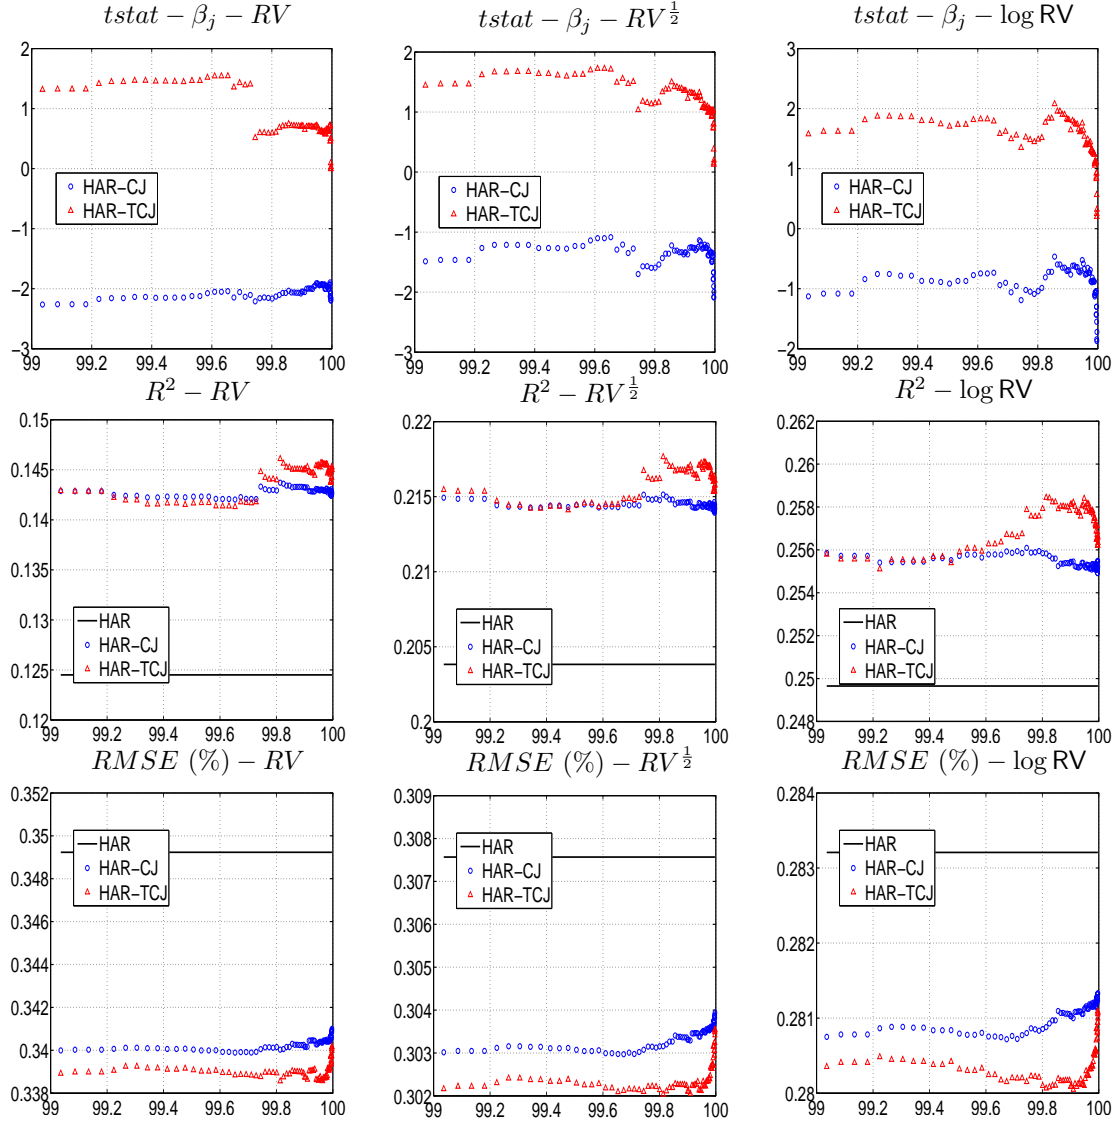 tstat − β_j − RV
tstat − β_j − RV^{1/2}
tstat − β_j − log RV
2
1
0
−1
−2
−3
HAR−CJ
HAR−TCJ
99 99.2 99.4 99.6 99.8 100
2
1
0
−1
−2
−3
HAR−CJ
HAR−TCJ
99 99.2 99.4 99.6 99.8 100
3
2
1
0
−1
−2
HAR−CJ
HAR−TCJ
99 99.2 99.4 99.6 99.8 100
R² − RV
R² − RV^{1/2}
R² − log RV
0.15
0.145
0.14
0.135
0.13
0.125
0.12
HAR
HAR−CJ
HAR−TCJ
99 99.2 99.4 99.6 99.8 100
0.22
0.215
0.21
0.205
0.2
HAR
HAR−CJ
HAR−TCJ
99 99.2 99.4 99.6 99.8 100
0.262
0.26
0.258
0.256
0.254
0.252
0.25
0.248
HAR
HAR−CJ
HAR−TCJ
99 99.2 99.4 99.6 99.8 100
RMSE (%) − RV
RMSE (%) − RV^{1/2}
RMSE (%) − log RV
0.352
0.35
0.348
0.346
0.344
0.342
0.34
0.338
HAR
HAR−CJ
HAR−TCJ
99 99.2 99.4 99.6 99.8 100
0.309
0.308
0.307
0.306
0.305
0.304
0.303
0.302
HAR
HAR−CJ
HAR−TCJ
99 99.2 99.4 99.6 99.8 100
0.284
0.283
0.282
0.281
0.28
HAR
HAR−CJ
HAR−TCJ
99 99.2 99.4 99.6 99.8 100